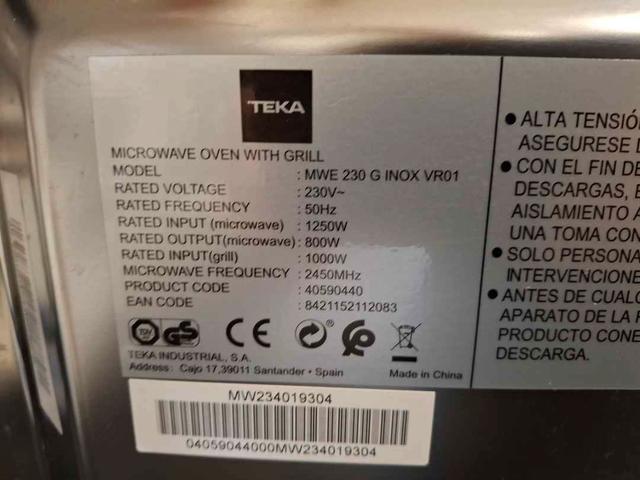 TEKA
MICROWAVE OVEN WITH GRILL
MODEL : MWE 230 G INOX VR01
RATED VOLTAGE : 230V~
RATED FREQUENCY : 50Hz
RATED INPUT (microwave) : 1250W
RATED OUTPUT(microwave) : 800W
RATED INPUT(grill) : 1000W
MICROWAVE FREQUENCY : 2450MHz
PRODUCT CODE : 40590440
EAN CODE : 8421152112083
TÜV GS CE
TEKA INDUSTRIAL, S.A.
Address: Cajo 17,39011 Santander • Spain Made in China
MW234019304
04059044000MW234019304
● ALTA TENSIÓ
ASEGURESE
● CON EL FIN DE
DESCARGAS, E
AISLAMIENTO A
UNA TOMA CON
● SOLO PERSONA
INTERVENCIONE
● ANTES DE CUALQ
APARATO DE LA
PRODUCTO CONE
DESCARGA.